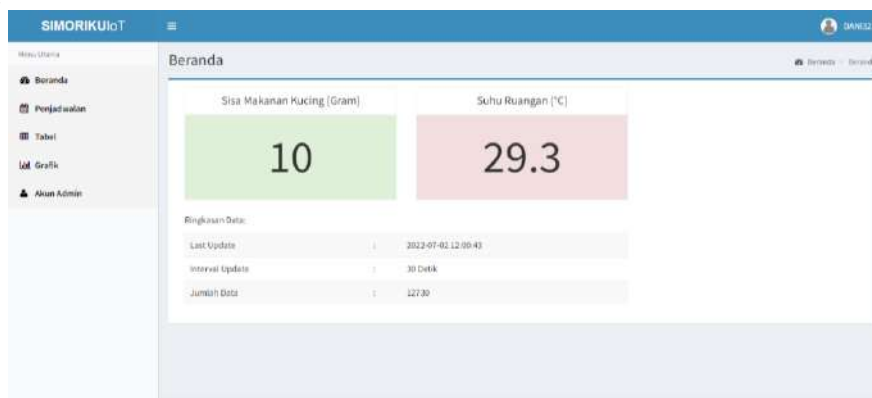 SIMORIKUIoT
DANI32
Menu Utama
Beranda
Penjadwalan
Tabel
Grafik
Akun Admin
Beranda
Beranda
Sisa Makanan Kucing (Gram)
10
Suhu Ruangan (°C)
29.3
Ringkasan Data:
Last Update : 2022-07-02 12:00:43
Interval Update : 30 Detik
Jumlah Data : 12730